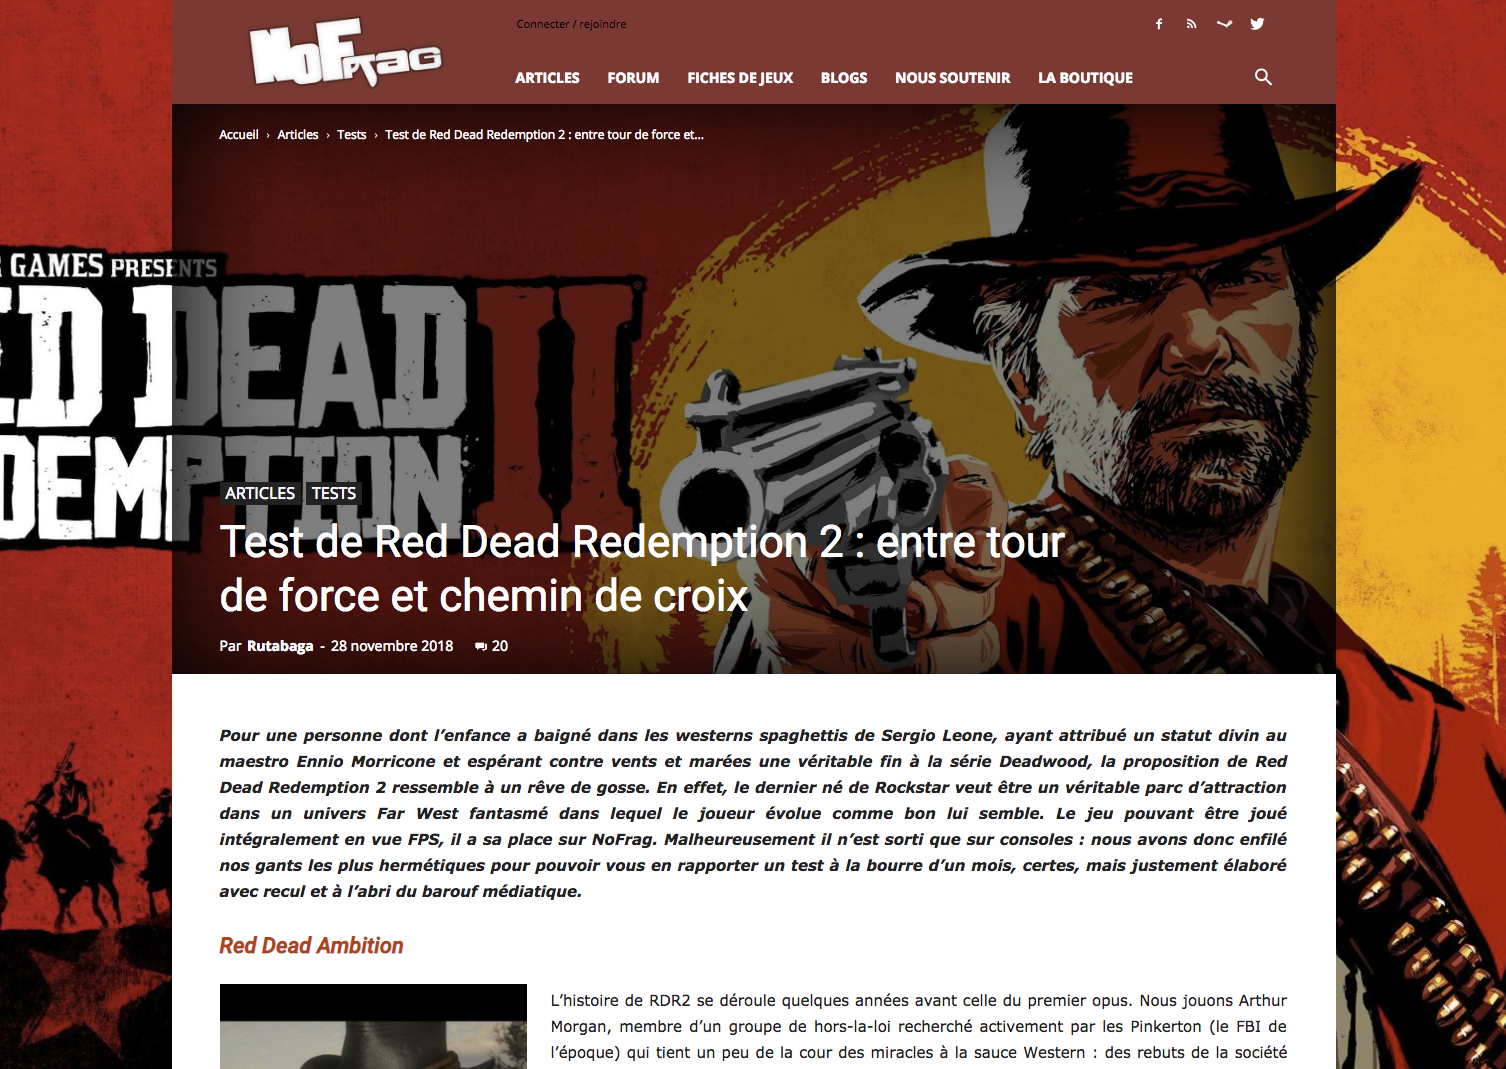 NoFrag
Connecter / rejoindre
ARTICLES FORUM FICHES DE JEUX BLOGS NOUS SOUTENIR LA BOUTIQUE
Accueil › Articles › Tests › Test de Red Dead Redemption 2 : entre tour de force et...
R GAMES PRESENTS
ED DEAD II
DEMPTION
ARTICLES TESTS
Test de Red Dead Redemption 2 : entre tour
de force et chemin de croix
Par Rutabaga - 28 novembre 2018 20
Pour une personne dont l’enfance a baigné dans les westerns spaghettis de Sergio Leone, ayant attribué un statut divin au
maestro Ennio Morricone et espérant contre vents et marées une véritable fin à la série Deadwood, la proposition de Red
Dead Redemption 2 ressemble à un rêve de gosse. En effet, le dernier né de Rockstar veut être un véritable parc d’attraction
dans un univers Far West fantasmé dans lequel le joueur évolue comme bon lui semble. Le jeu pouvant être joué
intégralement en vue FPS, il a sa place sur NoFrag. Malheureusement il n’est sorti que sur consoles : nous avons donc enfilé
nos gants les plus hermétiques pour pouvoir vous en rapporter un test à la bourre d’un mois, certes, mais justement élaboré
avec recul et à l’abri du barouf médiatique.
Red Dead Ambition
L’histoire de RDR2 se déroule quelques années avant celle du premier opus. Nous jouons Arthur
Morgan, membre d’un groupe de hors-la-loi recherché activement par les Pinkerton (le FBI de
l’époque) qui tient un peu de la cour des miracles à la sauce Western : des rebuts de la société